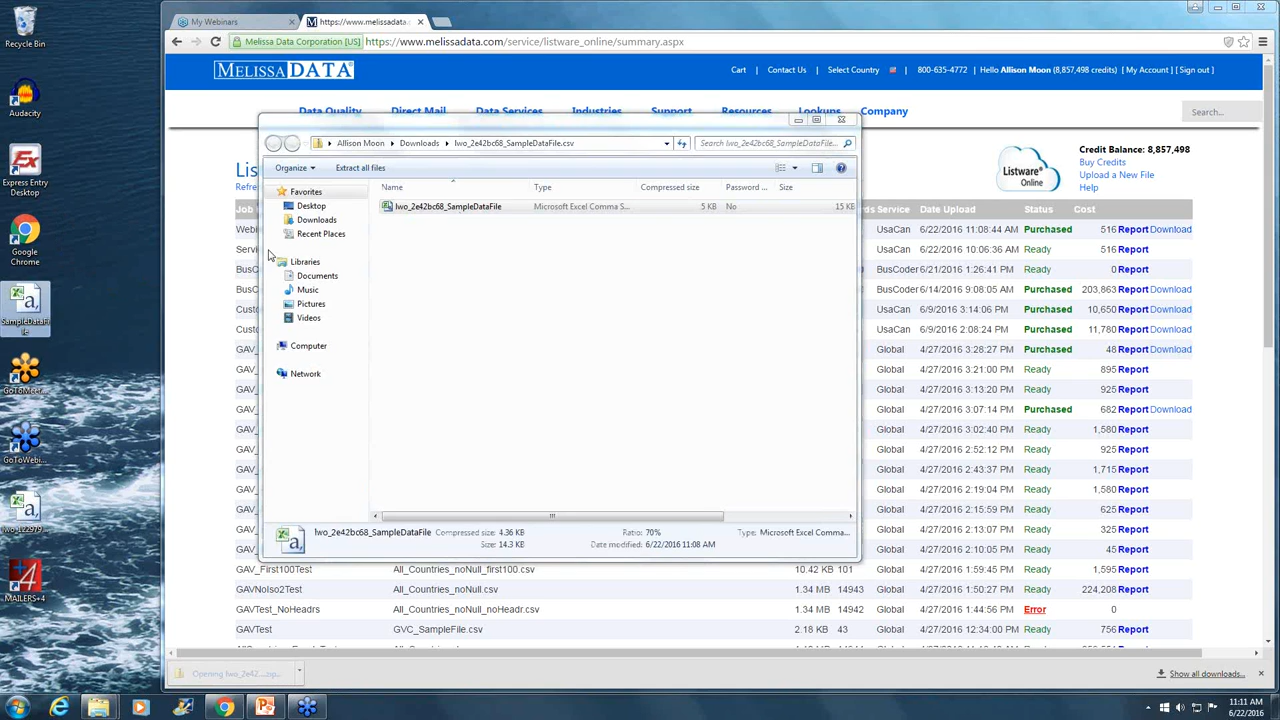 My Webinars
https://www.melissadata.
Melissa Data Corporation [US]
https://www.melissadata.com/service/listware_online/summary.aspx
MELISSA DATA
Cart
Contact Us
Select Country
800-635-4772
Hello Allison Moon (8,857,498 credits) [ My Account ] [ Sign out ]
Data Quality
Direct Mail
Data Services
Industries
Support
Resources
Lookups
Company
Search...
Listware Online
Credit Balance: 8,857,498
Buy Credits
Upload a New File
Help
Recycle Bin
Audacity
Express Entry Desktop
Google Chrome
SampleDataFile
GoToMeet...
GoToWebi...
MAILERS+4
Allison Moon
Downloads
lwo_2e42bc68_SampleDataFile.csv
Search lwo_2e42bc68_SampleDataFile...
Organize
Extract all files
Favorites
Desktop
Downloads
Recent Places
Libraries
Documents
Music
Pictures
Videos
Computer
Network
Name
Type
Compressed size
Password ...
Size
lwo_2e42bc68_SampleDataFile
Microsoft Excel Comma S...
5 KB
No
15 KB
lwo_2e42bc68_SampleDataFile
Compressed size: 4.36 KB
Ratio: 70%
Type: Microsoft Excel Comma...
Size: 14.3 KB
Date modified: 6/22/2016 11:08 AM
Service Date Upload Status Cost
UsaCan 6/22/2016 11:08:44 AM Purchased 516 Report Download
UsaCan 6/22/2016 10:06:36 AM Ready 516 Report
BusCoder 6/21/2016 1:26:41 PM Ready 0 Report
BusCoder 6/14/2016 9:08:05 AM Purchased 203,863 Report Download
UsaCan 6/9/2016 3:14:06 PM Purchased 10,650 Report Download
UsaCan 6/9/2016 2:08:24 PM Purchased 11,780 Report Download
Global 4/27/2016 3:28:27 PM Purchased 48 Report Download
Global 4/27/2016 3:21:00 PM Ready 895 Report
Global 4/27/2016 3:13:20 PM Ready 925 Report
Global 4/27/2016 3:07:14 PM Purchased 682 Report Download
Global 4/27/2016 3:02:40 PM Ready 1,580 Report
Global 4/27/2016 2:43:37 PM Ready 1,715 Report
Global 4/27/2016 2:19:04 PM Ready 1,580 Report
Global 4/27/2016 2:15:59 PM Ready 625 Report
Global 4/27/2016 2:13:07 PM Ready 325 Report
Global 4/27/2016 2:10:05 PM Ready 45 Report
GAV_First100Test All_Countries_noNull_first100.csv 10.42 KB 101 Global 4/27/2016 1:59:45 PM Ready 1,595 Report
GAVNoIso2Test All_Countries_noNull.csv 1.34 MB 14943 Global 4/27/2016 1:50:27 PM Ready 224,208 Report
GAVTest_NoHeadrs All_Countries_noNull_noHeadr.csv 1.34 MB 14942 Global 4/27/2016 1:44:56 PM Error 0
GAVTest GVC_SampleFile.csv 2.18 KB 43 Global 4/27/2016 12:34:00 PM Ready 756 Report
Opening lwo_2e42...zip
Show all downloads...
11:11 AM
6/22/2016